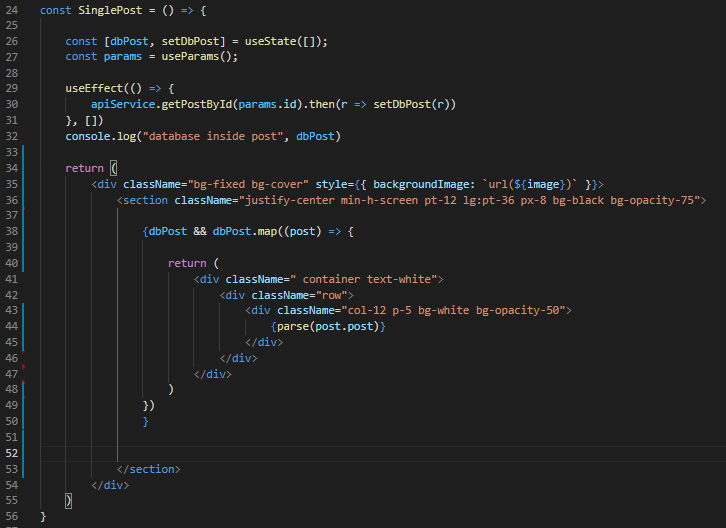 24 const SinglePost = () => {
25
26     const [dbPost, setDbPost] = useState([]);
27     const params = useParams();
28
29     useEffect(() => {
30         apiService.getPostById(params.id).then(r => setDbPost(r))
31     }, [])
32     console.log("database inside post", dbPost)
33
34     return (
35         <div className="bg-fixed bg-cover" style={{ backgroundImage: `url(${image})` }}>
36             <section className="justify-center min-h-screen pt-12 lg:pt-36 px-8 bg-black bg-opacity-75">
37
38                 {dbPost && dbPost.map((post) => {
39
40                     return (
41                         <div className=" container text-white">
42                             <div className="row">
43                                 <div className="col-12 p-5 bg-white bg-opacity-50">
44                                     {parse(post.post)}
45                                 </div>
46                             </div>
47                         </div>
48                     )
49                 })
50                 }
51
52
53             </section>
54         </div>
55     )
56 }